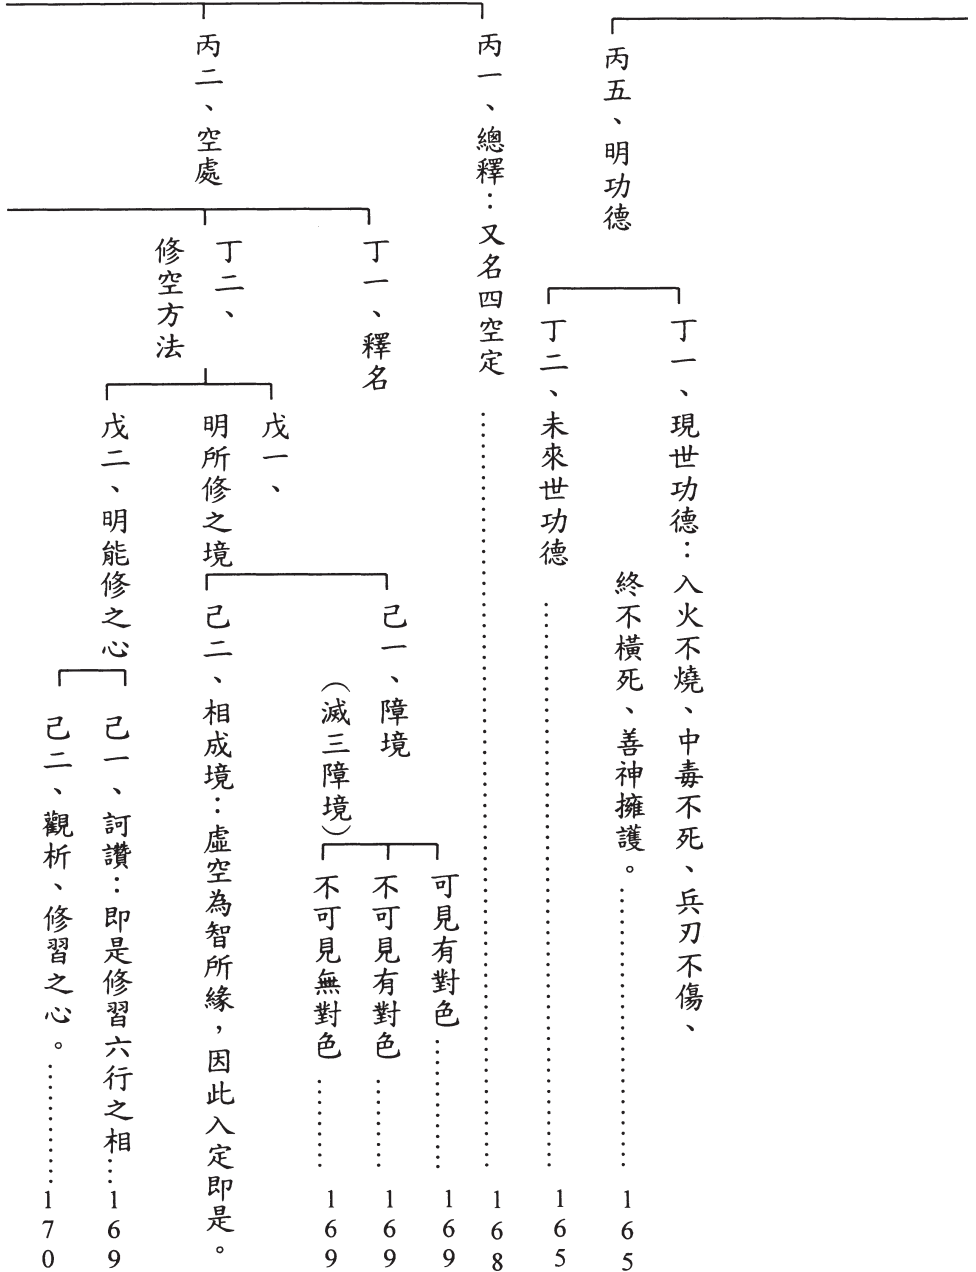 丙五、明功德
丁一、現世功德：入火不燒、中毒不死、兵刃不傷、
終不橫死、善神擁護。…………165
丁二、未來世功德…………165
丙一、總釋：又名四空定…………168
丙二、空處
丁一、釋名
丁二、
修空方法
戊一、
明所修之境
己一、障境
（滅三障境）
可見有對色…………169
不可見有對色…………169
不可見無對色…………169
己二、相成境：虛空為智所緣，因此入定即是。
戊二、明能修之心
己一、訶讚：即是修習六行之相…169
己二、觀析、修習之心。…………170